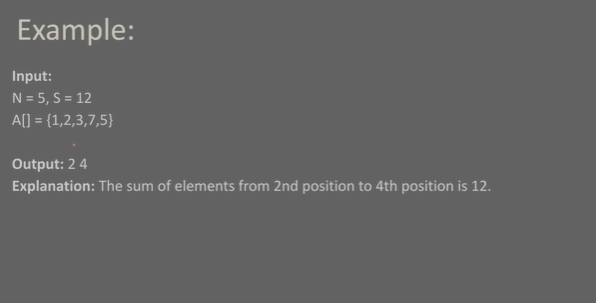 Example:
Input:
N = 5, S = 12
A[] = {1,2,3,7,5}
Output: 2 4
Explanation: The sum of elements from 2nd position to 4th position is 12.